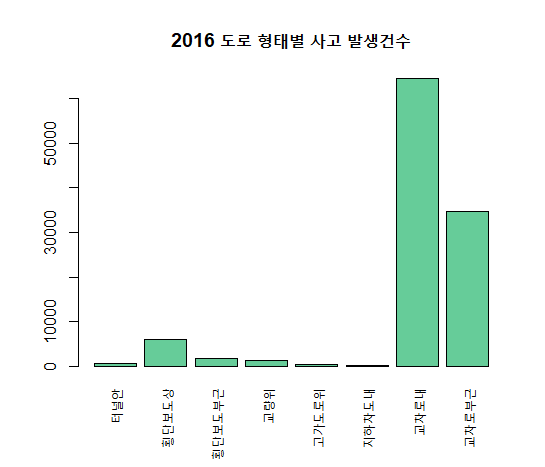 2016 도로 형태별 사고 발생건수
50000
30000
10000
0
터널안
횡단보도상
횡단보도부근
교량위
고가도로위
지하차도내
교차로내
교차로부근